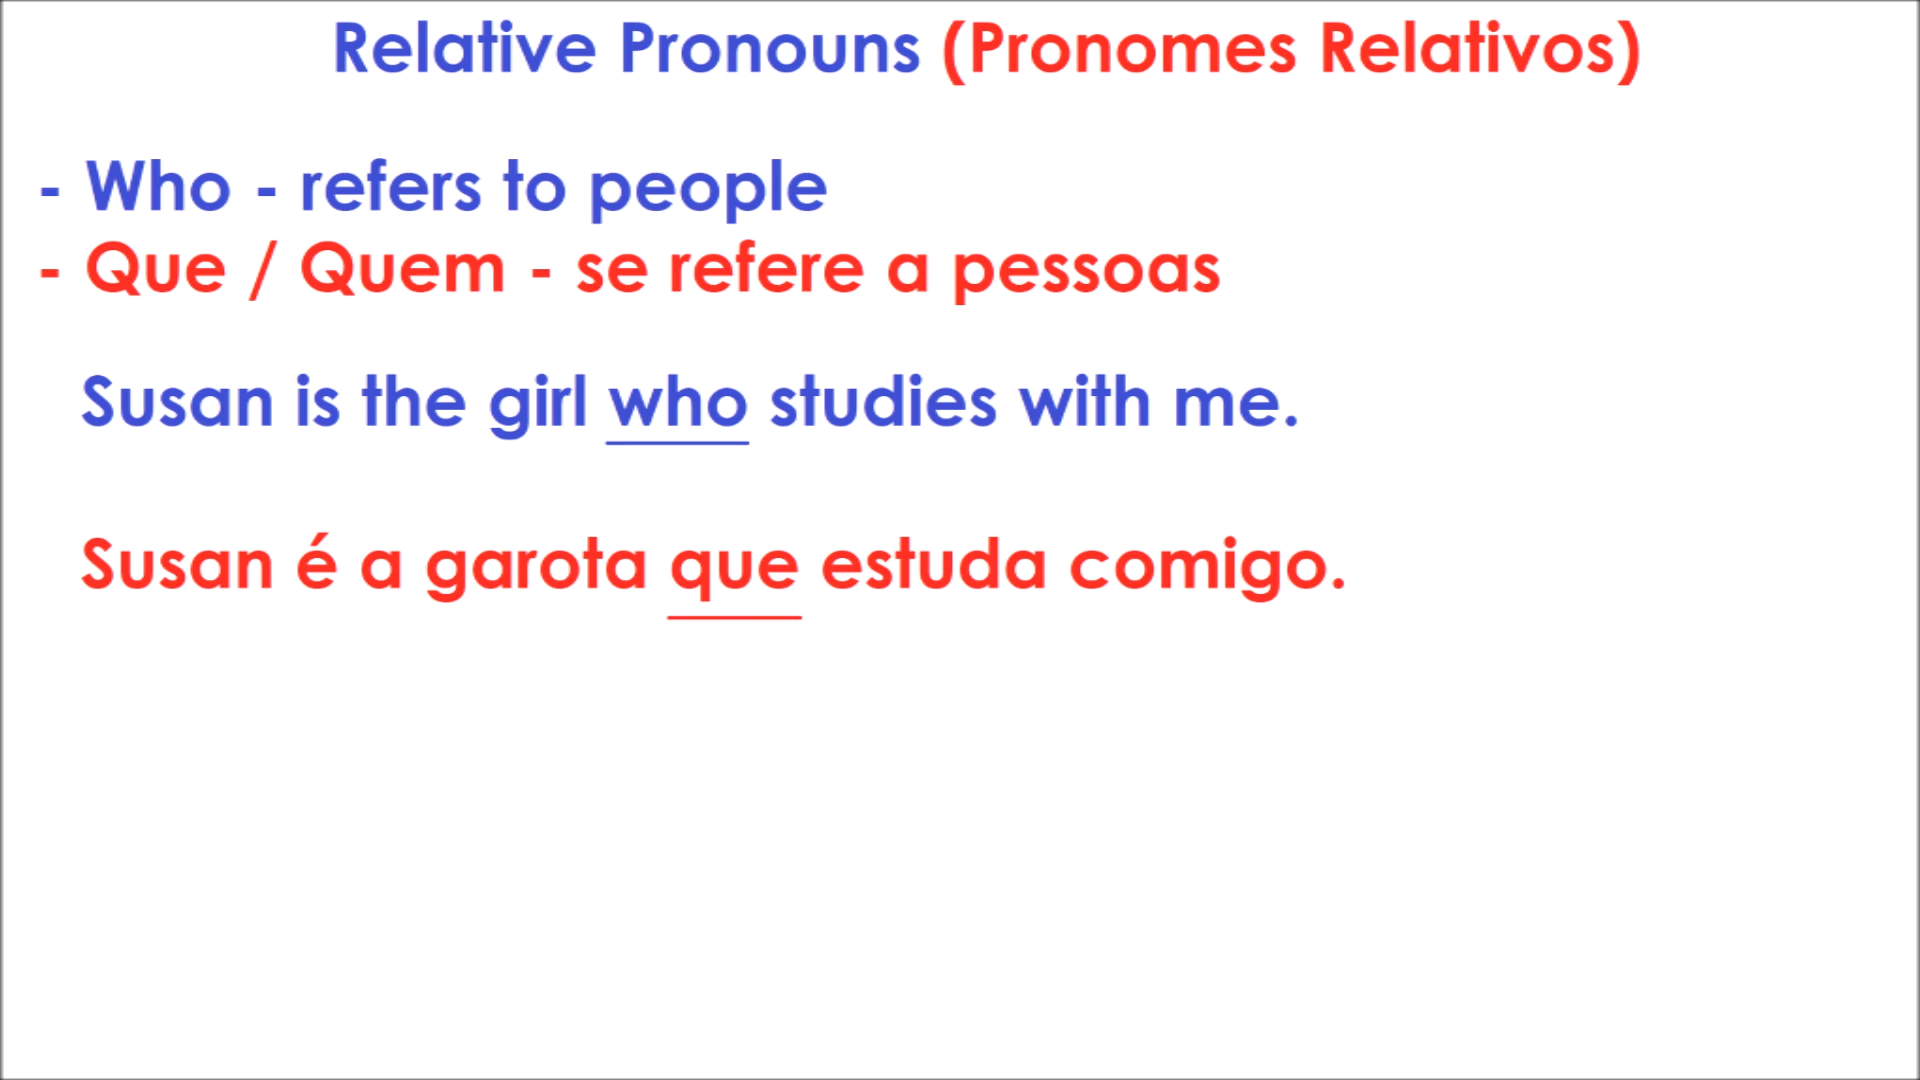 Relative Pronouns (Pronomes Relativos)
- Who - refers to people
- Que / Quem - se refere a pessoas
Susan is the girl who studies with me.
Susan é a garota que estuda comigo.